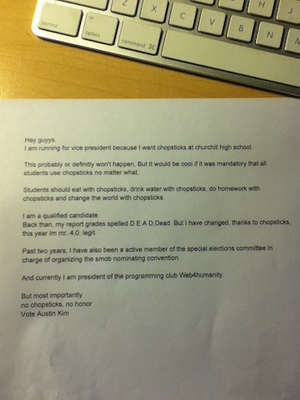 Z
X
C
V
B
N
control
alt
option
command ⌘
Hey guyys.
I am running for vice president because I want chopsticks at churchill high school.
This probably or definitly won't happen, But It would be cool if it was mandatory that all
students use chopsticks no matter what.
Students should eat with chopsticks, drink water with chopsticks, do homework with
chopsticks and change the world with chopsticks
I am a qualified candidate.
Back than, my report grades spelled D E A D,Dead. But I have changed, thanks to chopsticks,
this year Im mr. 4.0. legit.
Past two years, I have also been a active member of the special elections committee in
charge of organizing the smob nominating convention.
And currently I am president of the programming club Web4humanity
But most importantly
no chopsticks, no honor
Vote Austin Kim